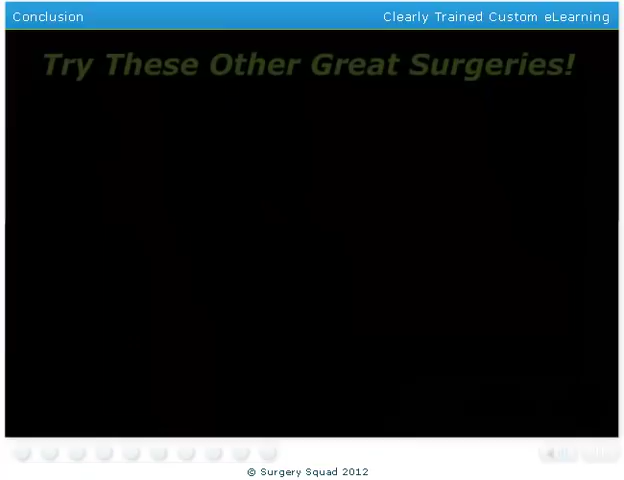 Conclusion
Clearly Trained Custom eLearning
Try These Other Great Surgeries!
© Surgery Squad 2012